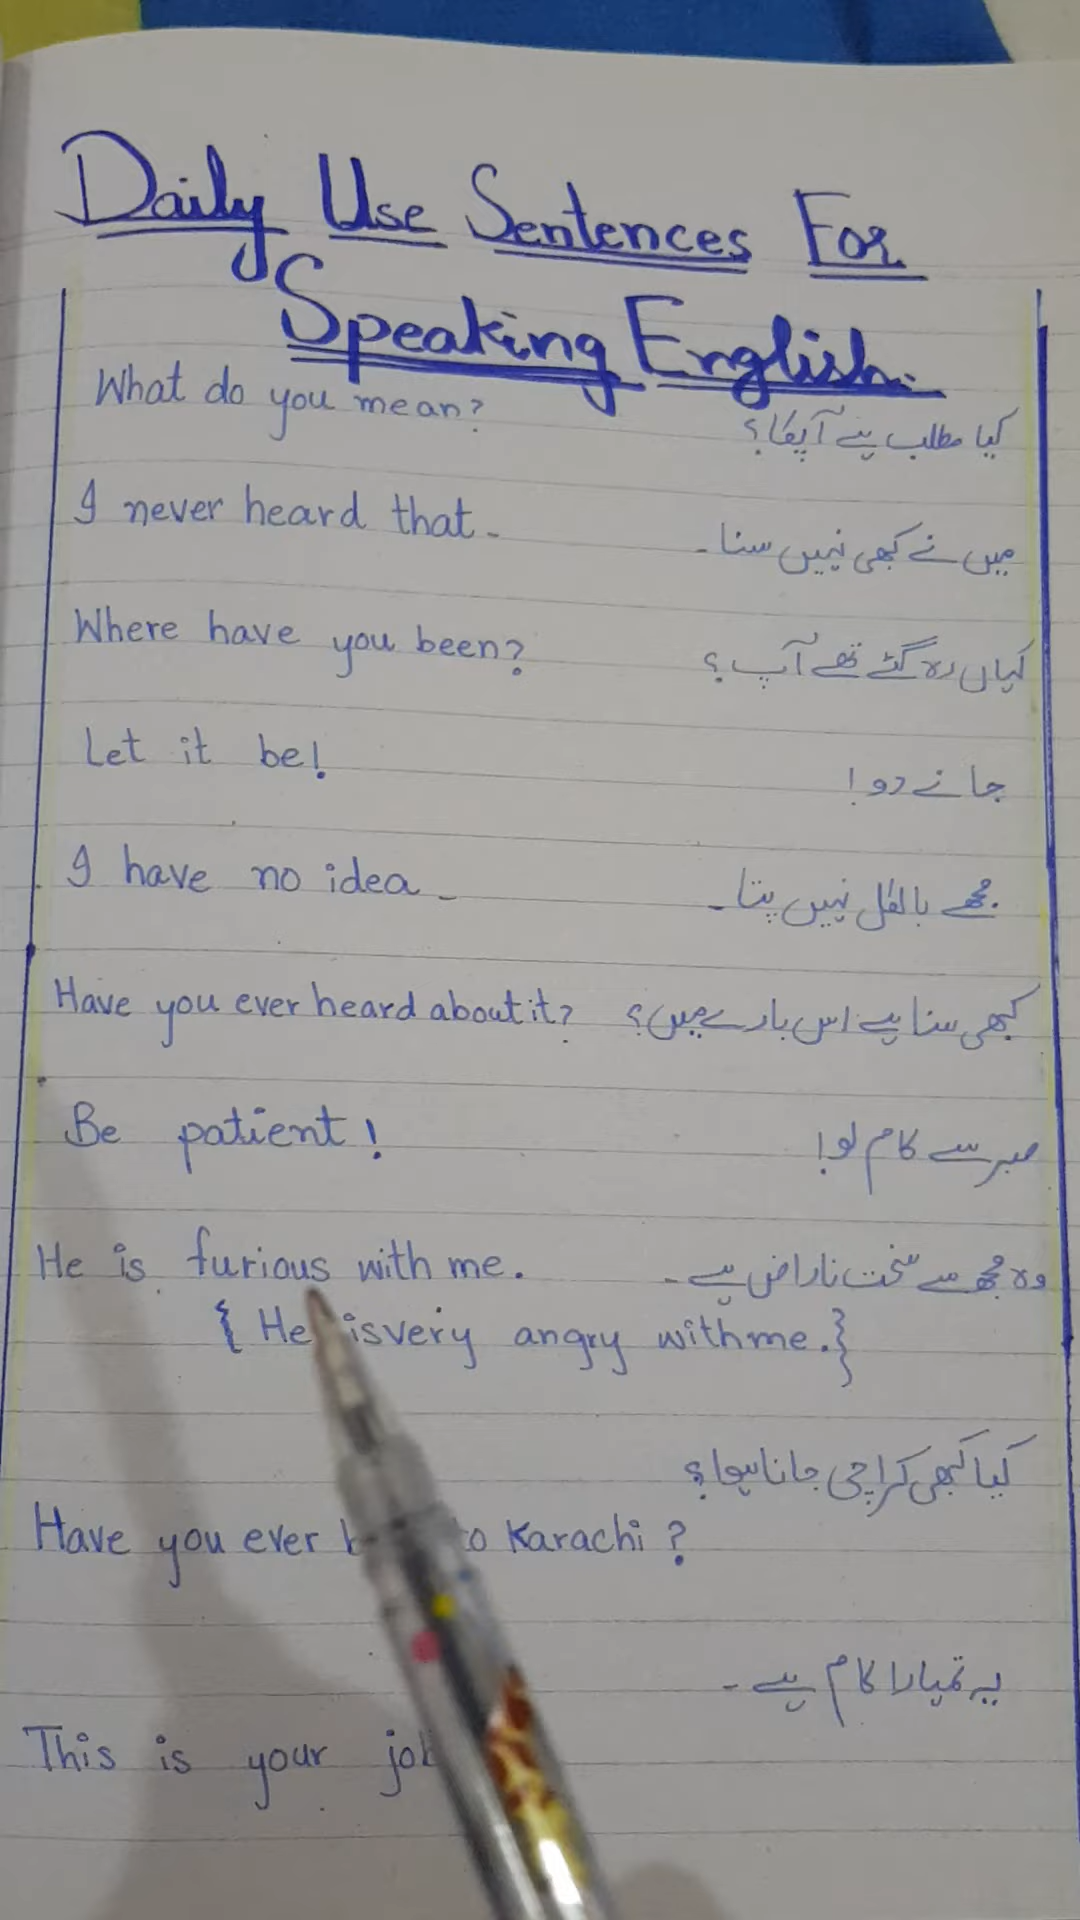 Daily Use Sentences For
Speaking English.
What do you mean? کیا مطلب ہے آپکا؟
I never heard that. میں نے کبھی نہیں سنا۔
Where have you been? کہاں رہ گئے تھے آپ؟
Let it be! جانے دو!
I have no idea. مجھے بالکل نہیں پتا۔
Have you ever heard about it? کبھی سنا ہے اس بارے میں؟
Be patient! صبر سے کام لو!
He is furious with me. وہ مجھ سے سخت ناراض ہے۔
{He is very angry with me.}
کیا کبھی کراچی جانا ہوا؟
Have you ever to Karachi?
یہ تمہارا کام ہے۔
This is your